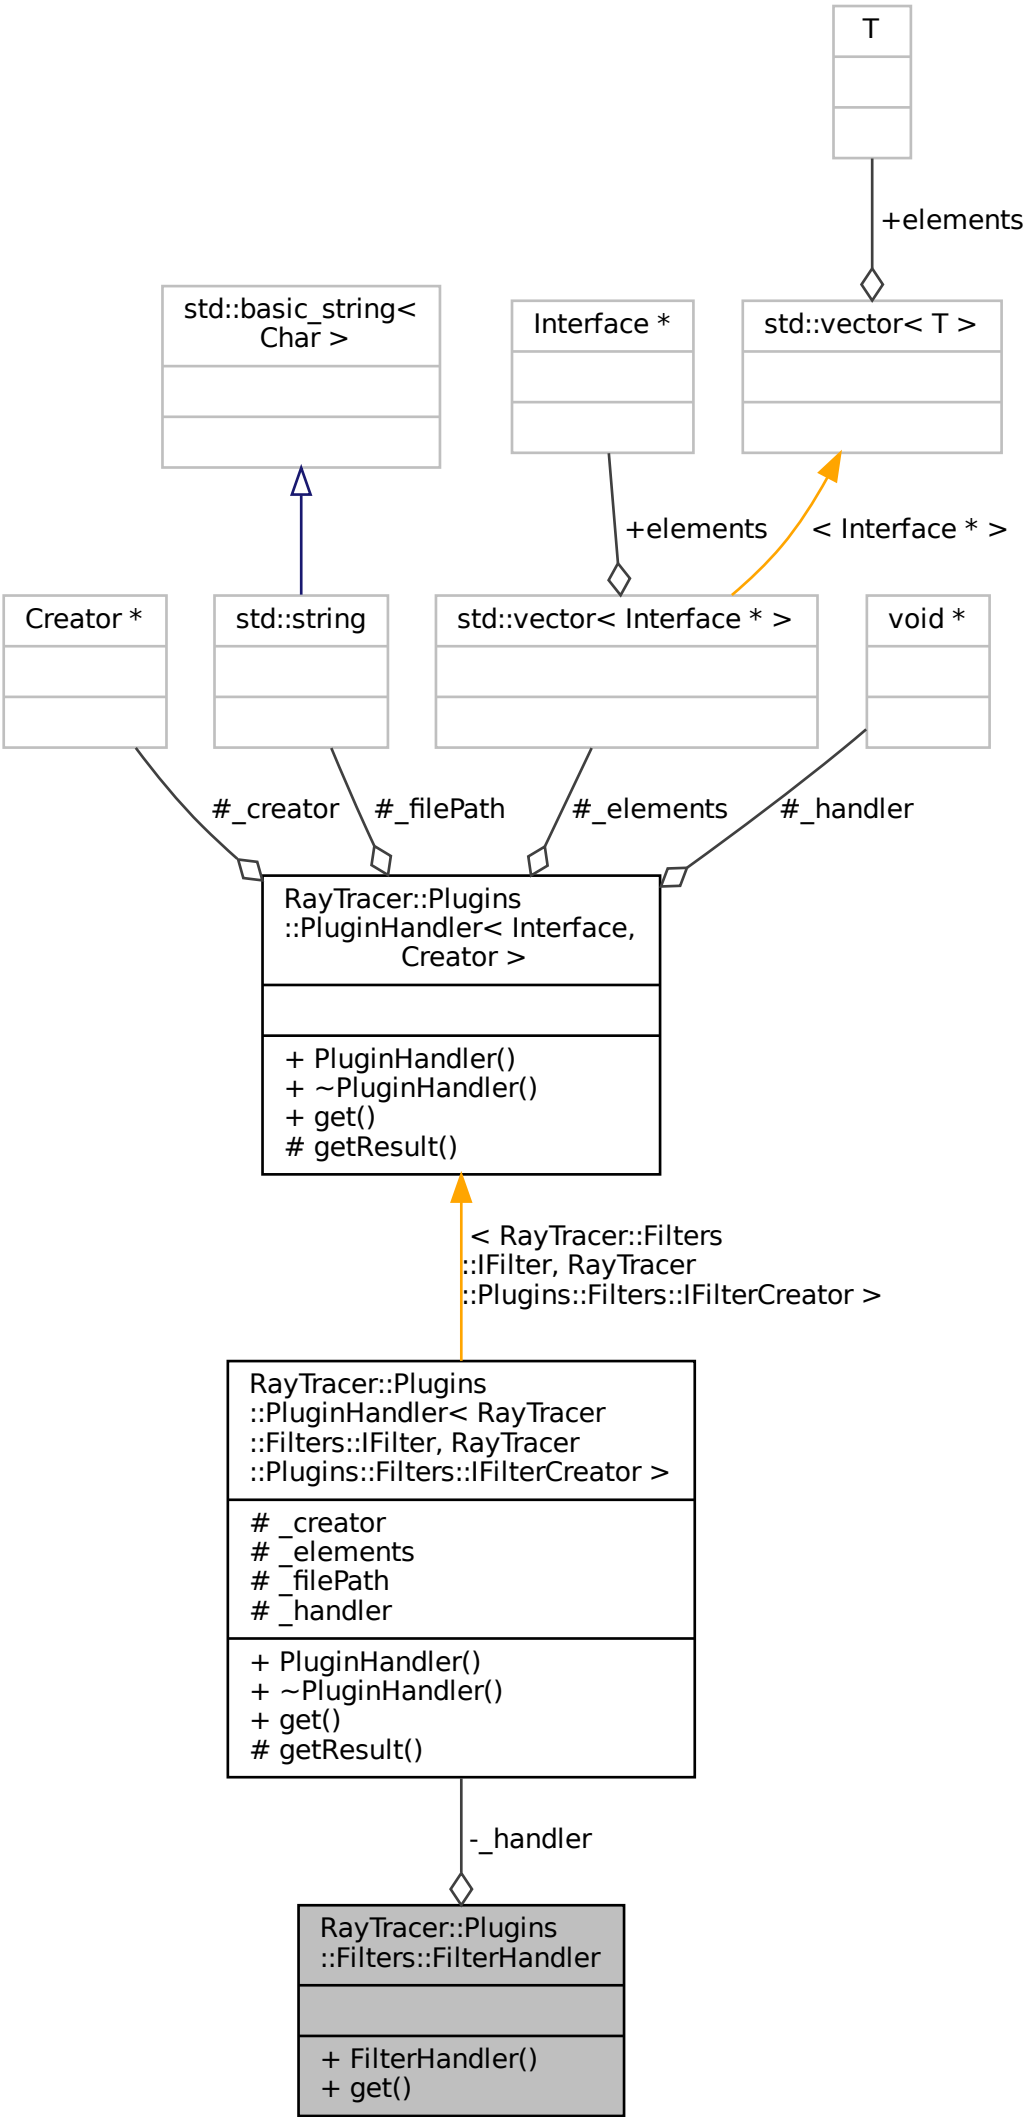 T
+elements
std::basic_string<
Char >
Interface *
std::vector< T >
+elements
< Interface * >
Creator *
std::string
std::vector< Interface * >
void *
#_creator
#_filePath
#_elements
#_handler
RayTracer::Plugins
::PluginHandler< Interface,
Creator >
+ PluginHandler()
+ ~PluginHandler()
+ get()
# getResult()
< RayTracer::Filters
::IFilter, RayTracer
::Plugins::Filters::IFilterCreator >
RayTracer::Plugins
::PluginHandler< RayTracer
::Filters::IFilter, RayTracer
::Plugins::Filters::IFilterCreator >
# _creator
# _elements
# _filePath
# _handler
+ PluginHandler()
+ ~PluginHandler()
+ get()
# getResult()
-_handler
RayTracer::Plugins
::Filters::FilterHandler
+ FilterHandler()
+ get()